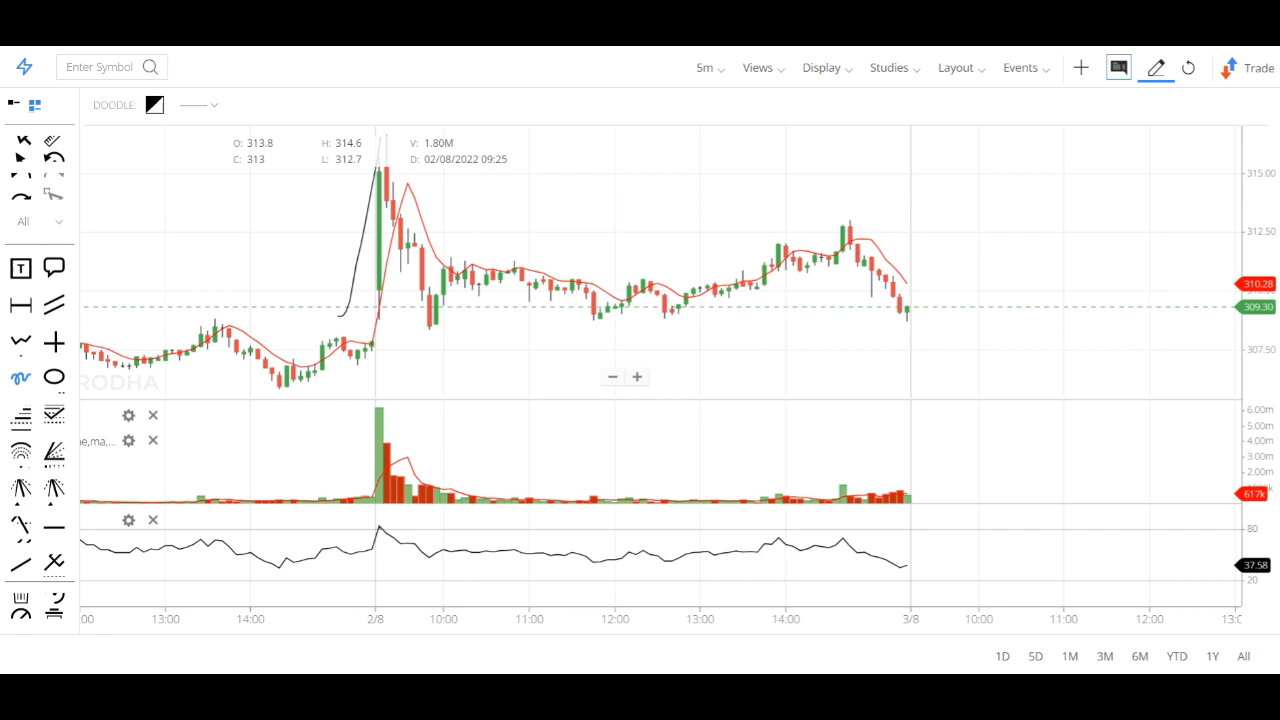 Enter Symbol 5m Views Display Studies Layout Events Trade
DOODLE:
O: 313.8 H: 314.6 V: 1.80M
C: 313 L: 312.7 D: 02/08/2022 09:25
All
T
315.00
312.50
310.28
309.30
307.50
RODHA
6.00m
5.00m
e,ma,...
4.00m
3.00m
2.00m
617k
80
37.58
20
:00 13:00 14:00 2/8 10:00 11:00 12:00 13:00 14:00 3/8 10:00 11:00 12:00 13:0
1D 5D 1M 3M 6M YTD 1Y All